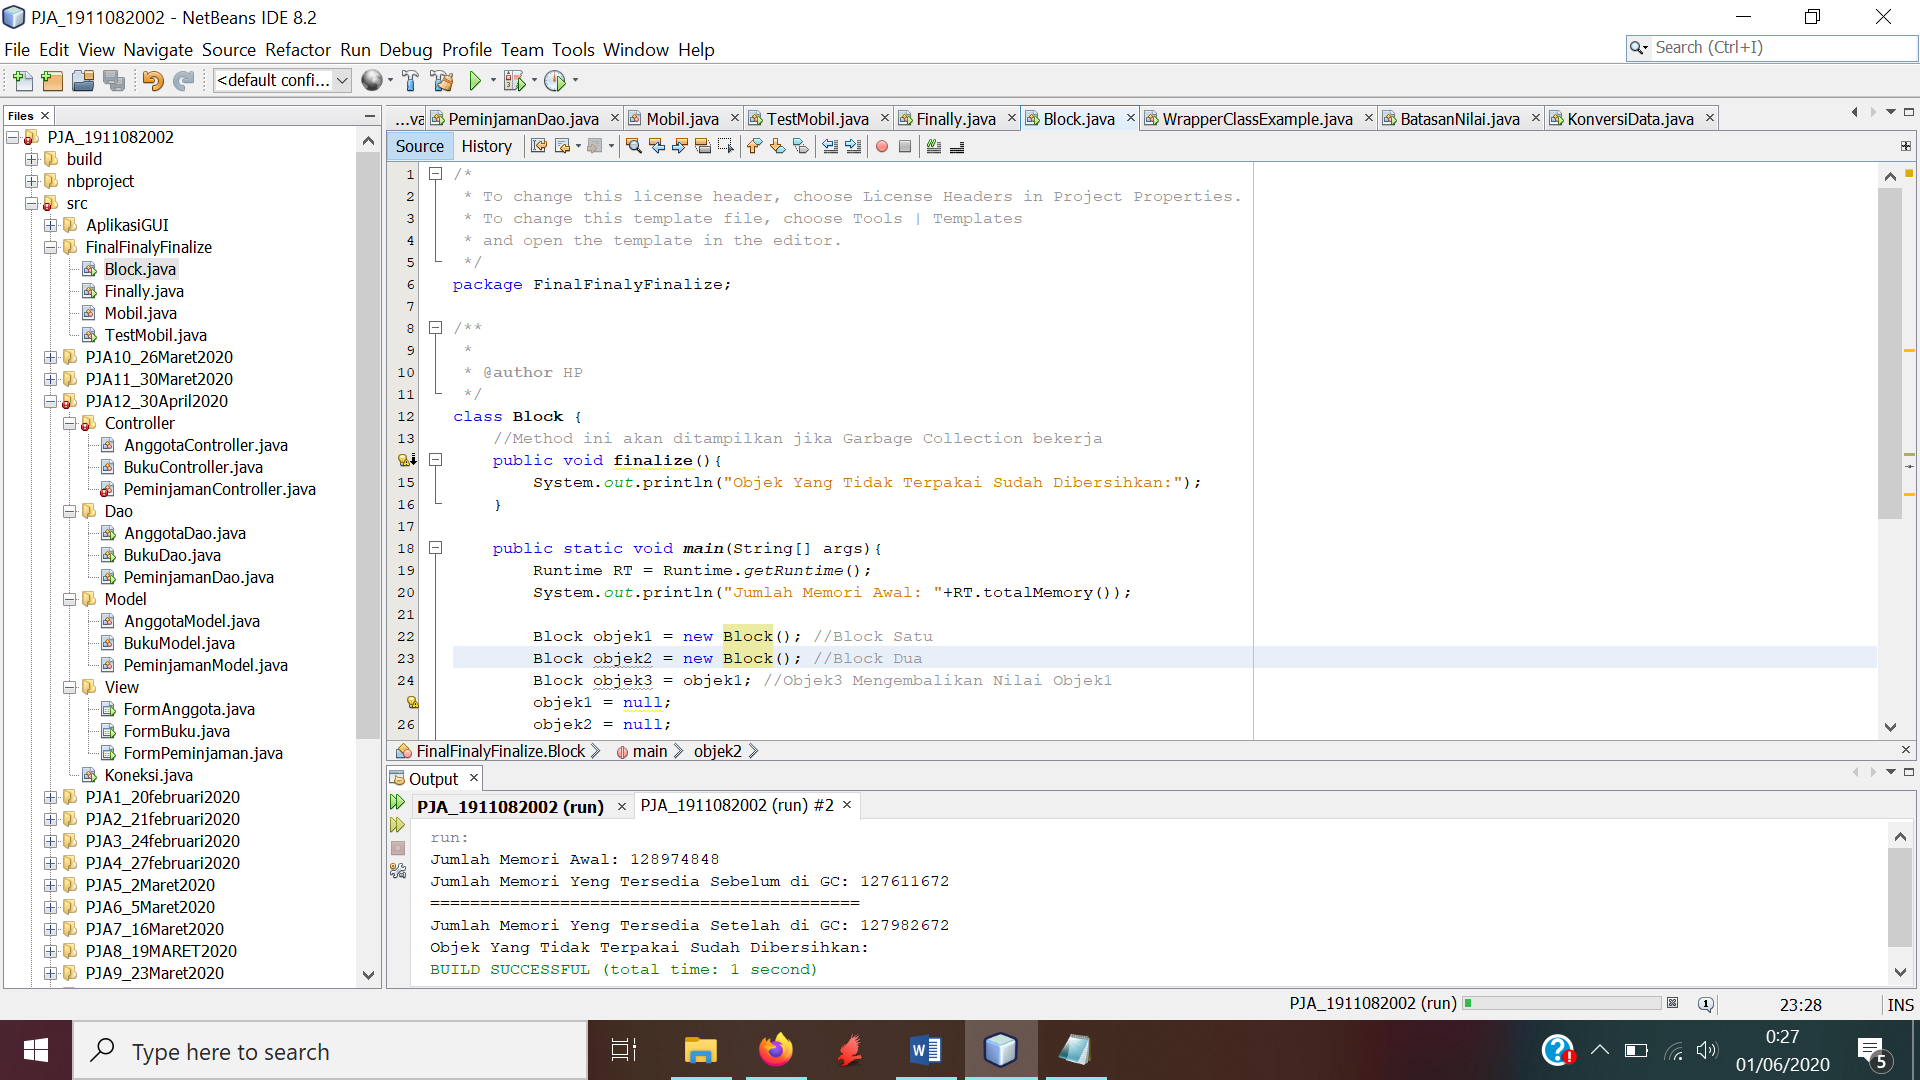 PJA_1911082002 - NetBeans IDE 8.2
File Edit View Navigate Source Refactor Run Debug Profile Team Tools Window Help
Search (Ctrl+I)
<default confi...
Files
PJA_1911082002
build
nbproject
src
AplikasiGUI
FinalFinalyFinalize
Block.java
Finally.java
Mobil.java
TestMobil.java
PJA10_26Maret2020
PJA11_30Maret2020
PJA12_30April2020
Controller
AnggotaController.java
BukuController.java
PeminjamanController.java
Dao
AnggotaDao.java
BukuDao.java
PeminjamanDao.java
Model
AnggotaModel.java
BukuModel.java
PeminjamanModel.java
View
FormAnggota.java
FormBuku.java
FormPeminjaman.java
Koneksi.java
PJA1_20februari2020
PJA2_21februari2020
PJA3_24februari2020
PJA4_27februari2020
PJA5_2Maret2020
PJA6_5Maret2020
PJA7_16Maret2020
PJA8_19MARET2020
PJA9_23Maret2020
...va PeminjamanDao.java Mobil.java TestMobil.java Finally.java Block.java WrapperClassExample.java BatasanNilai.java KonversiData.java
Source History
1 /*
2 * To change this license header, choose License Headers in Project Properties.
3 * To change this template file, choose Tools | Templates
4 * and open the template in the editor.
5 */
6 package FinalFinalyFinalize;
7
8 /**
9 *
10 * @author HP
11 */
12 class Block {
13 //Method ini akan ditampilkan jika Garbage Collection bekerja
public void finalize(){
15 System.out.println("Objek Yang Tidak Terpakai Sudah Dibersihkan:");
16 }
17
18 public static void main(String[] args){
19 Runtime RT = Runtime.getRuntime();
20 System.out.println("Jumlah Memori Awal: "+RT.totalMemory());
21
22 Block objek1 = new Block(); //Block Satu
23 Block objek2 = new Block(); //Block Dua
24 Block objek3 = objek1; //Objek3 Mengembalikan Nilai Objek1
objek1 = null;
26 objek2 = null;
FinalFinalyFinalize.Block main objek2
Output
PJA_1911082002 (run) PJA_1911082002 (run) #2
run:
Jumlah Memori Awal: 128974848
Jumlah Memori Yeng Tersedia Sebelum di GC: 127611672
===========================================
Jumlah Memori Yeng Tersedia Setelah di GC: 127982672
Objek Yang Tidak Terpakai Sudah Dibersihkan:
BUILD SUCCESSFUL (total time: 1 second)
PJA_1911082002 (run) 23:28 INS
Type here to search
0:27
01/06/2020
5